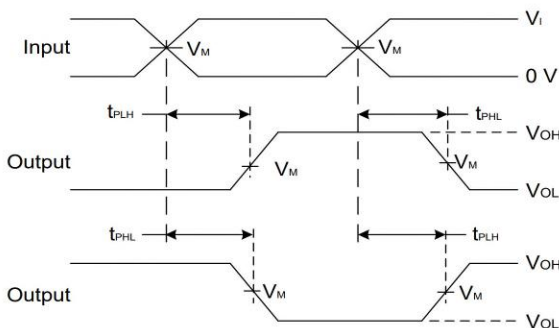 Input
VM
VM
VI
0 V
tPLH
tPHL
Output
VM
VM
VOH
VOL
tPHL
tPLH
Output
VM
VM
VOH
VOL